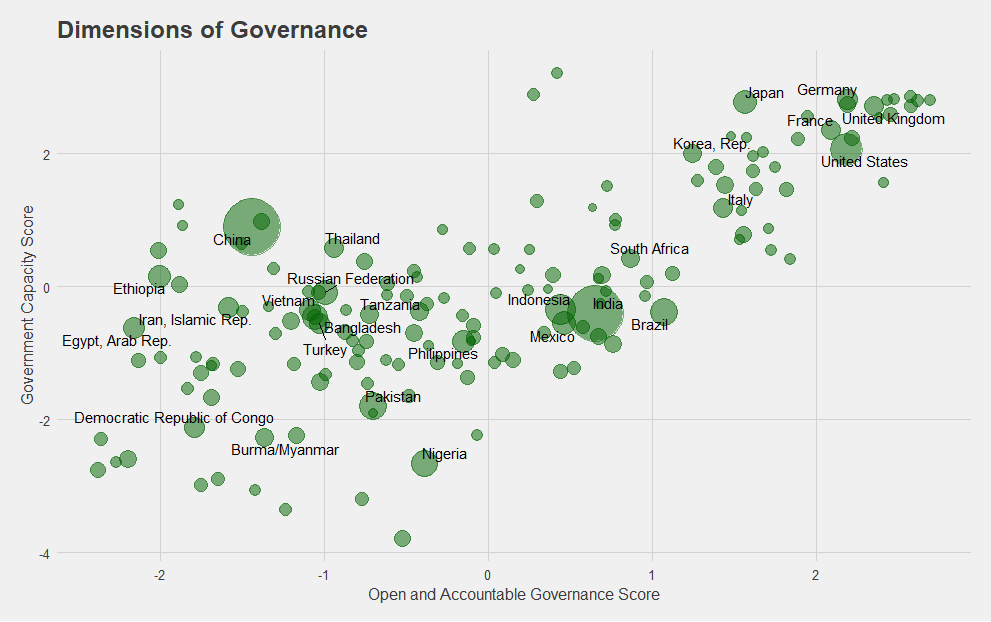 Dimensions of Governance
Japan
Germany
France
United Kingdom
Korea, Rep.
United States
Italy
China
Thailand
South Africa
Ethiopia
Russian Federation
Vietnam
Tanzania
Indonesia
India
Iran, Islamic Rep.
Bangladesh
Brazil
Egypt, Arab Rep.
Turkey
Mexico
Philippines
Pakistan
Democratic Republic of Congo
Burma/Myanmar
Nigeria
Government Capacity Score
2
0
-2
-4
-2
-1
0
1
2
Open and Accountable Governance Score